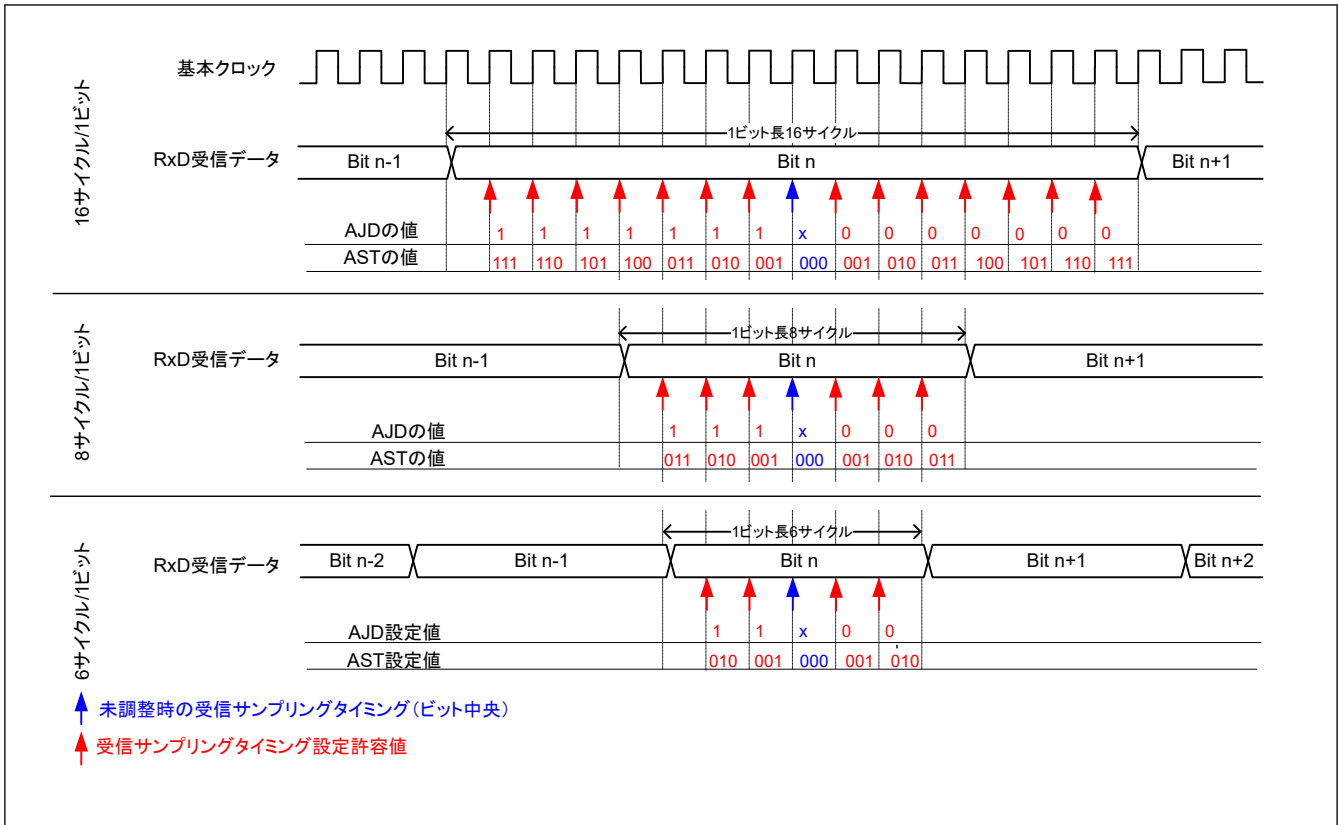 16サイクル/1ビット
基本クロック
1ビット長16サイクル
RxD受信データ
Bit n-1
Bit n
Bit n+1
AJDの値
1 1 1 1 1 1 1 x 0 0 0 0 0 0 0
ASTの値
111 110 101 100 011 010 001 000 001 010 011 100 101 110 111
8サイクル/1ビット
1ビット長8サイクル
RxD受信データ
Bit n-1
Bit n
Bit n+1
AJDの値
1 1 1 x 0 0 0
ASTの値
011 010 001 000 001 010 011
6サイクル/1ビット
1ビット長6サイクル
RxD受信データ
Bit n-2
Bit n-1
Bit n
Bit n+1
Bit n+2
AJD設定値
1 1 x 0 0
AST設定値
010 001 000 001 010
未調整時の受信サンプリングタイミング（ビット中央）
受信サンプリングタイミング設定許容値